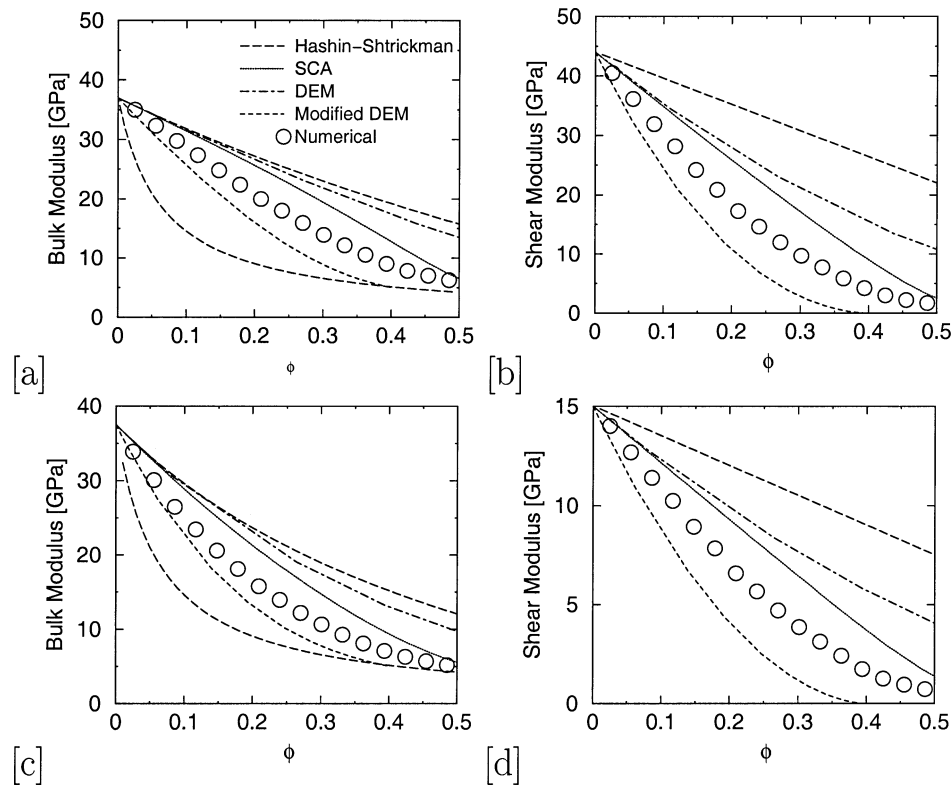 50
40
30
20
10
0
Bulk Modulus [GPa]
Hashin–Shtrickman
SCA
DEM
Modified DEM
Numerical
0 0.1 0.2 0.3 0.4 0.5
ϕ
[a]
50
40
30
20
10
0
Shear Modulus [GPa]
0 0.1 0.2 0.3 0.4 0.5
ϕ
[b]
40
30
20
10
0
Bulk Modulus [GPa]
0 0.1 0.2 0.3 0.4 0.5
ϕ
[c]
15
10
5
0
Shear Modulus [GPa]
0 0.1 0.2 0.3 0.4 0.5
ϕ
[d]